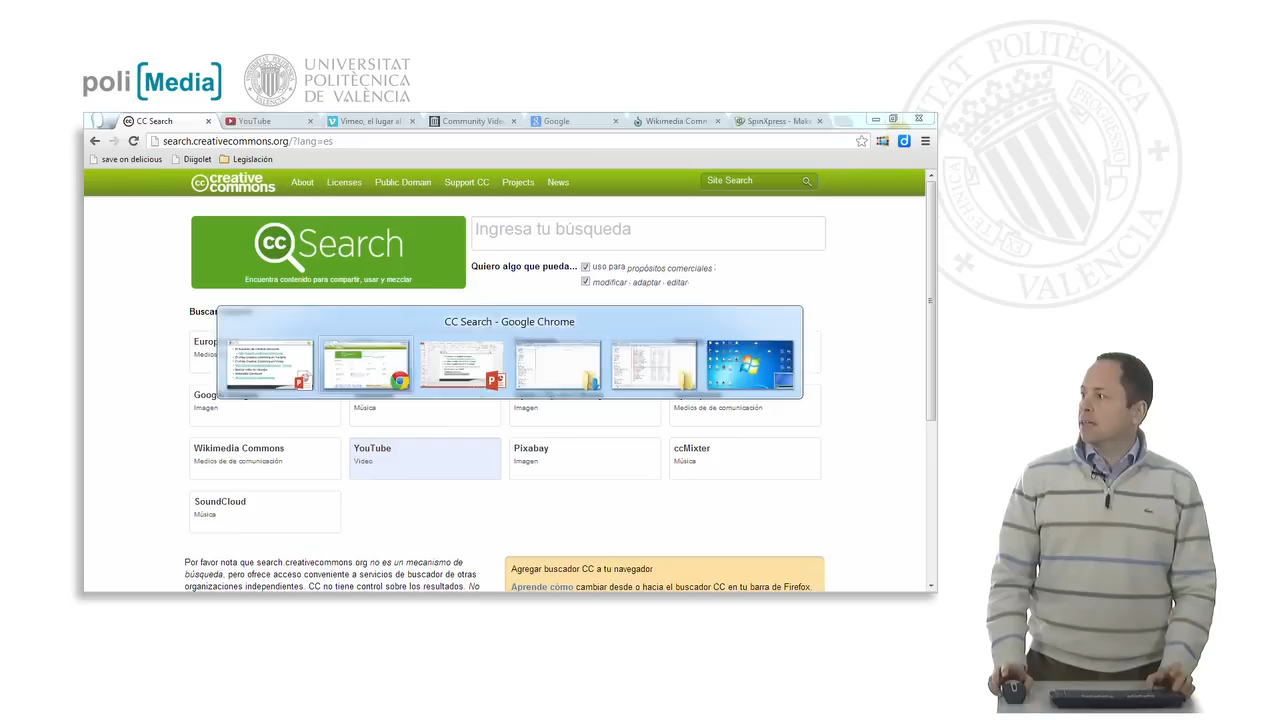 poli [Media]
UNIVERSITAT
POLITÈCNICA
DE VALÈNCIA
CC Search
YouTube
Vimeo, el lugar al
Community Video
Google
Wikimedia Comm
SpinXpress - Make
search.creativecommons.org/?lang=es
save on delicious
Diigolet
Legislación
creative commons
About
Licenses
Public Domain
Support CC
Projects
News
Site Search
cc Search
Encuentra contenido para compartir, usar y mezclar
Ingresa tu búsqueda
Quiero algo que pueda...
uso para propósitos comerciales ;
modificar · adaptar · editar·
Buscar
CC Search - Google Chrome
Imagen
Música
Imagen
Medios de comunicación
Wikimedia Commons
Medios de de comunicación
YouTube
Video
Pixabay
Imagen
ccMixter
Música
SoundCloud
Música
Por favor nota que search.creativecommons.org no es un mecanismo de
búsqueda, pero ofrece acceso conveniente a servicios de buscador de otras
organizaciones independientes. CC no tiene control sobre los resultados. No
Agregar buscador CC a tu navegador
Aprende cómo cambiar desde o hacia el buscador CC en tu barra de Firefox.